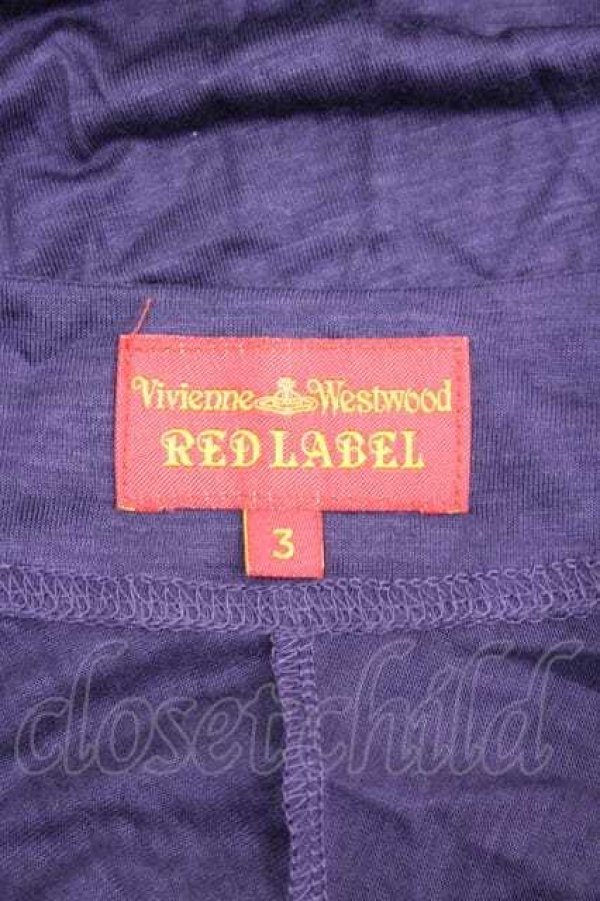 Vivienne Westwood
RED LABEL
3
closetchild